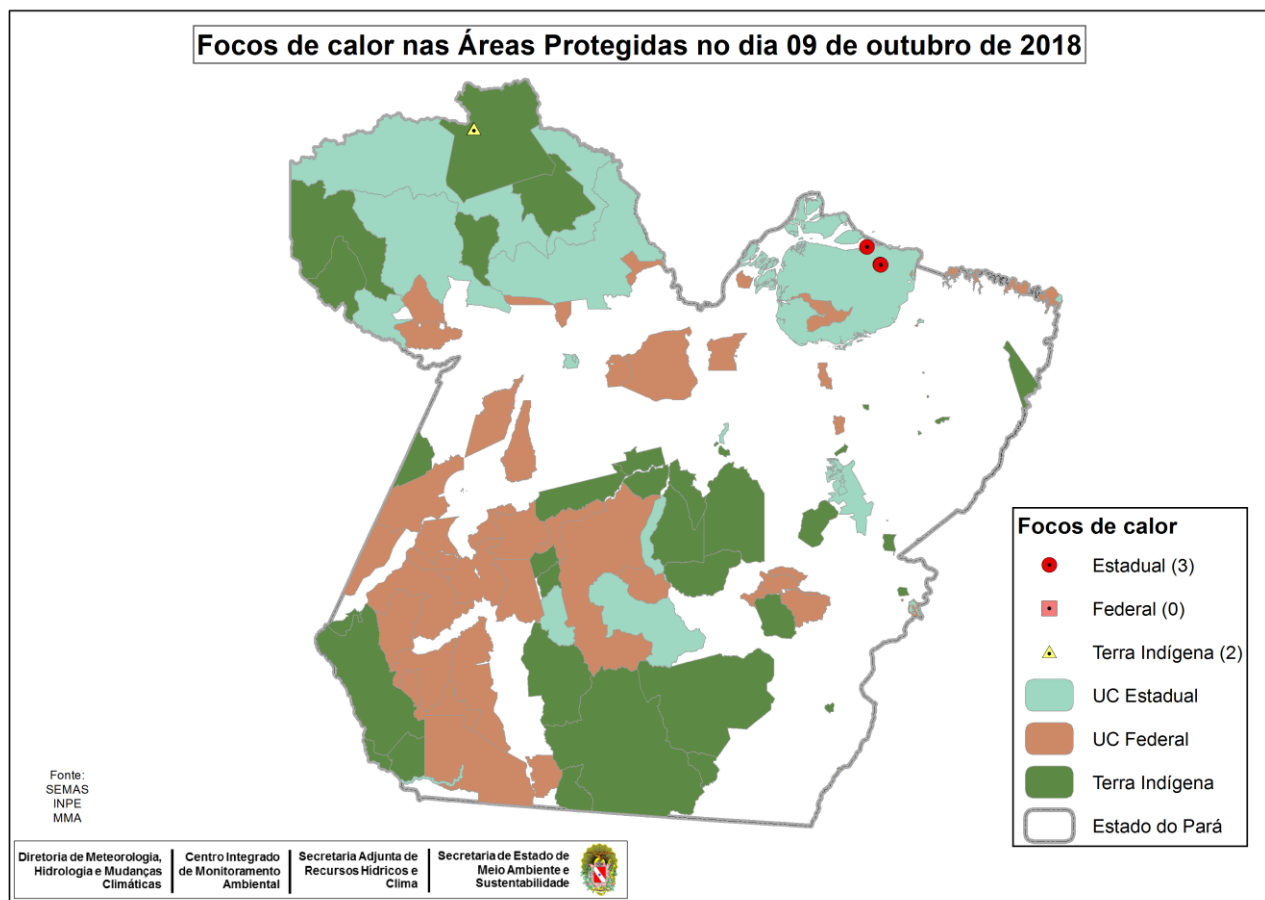 Focos de calor nas Áreas Protegidas no dia 09 de outubro de 2018
Focos de calor
Estadual (3)
Federal (0)
Terra Indígena (2)
UC Estadual
UC Federal
Terra Indígena
Estado do Pará
Fonte:
SEMAS
INPE
MMA
Diretoria de Meteorologia,
Hidrologia e Mudanças
Climáticas
Centro Integrado
de Monitoramento
Ambiental
Secretaria Adjunta de
Recursos Hídricos e
Clima
Secretaria de Estado de
Meio Ambiente e
Sustentabilidade